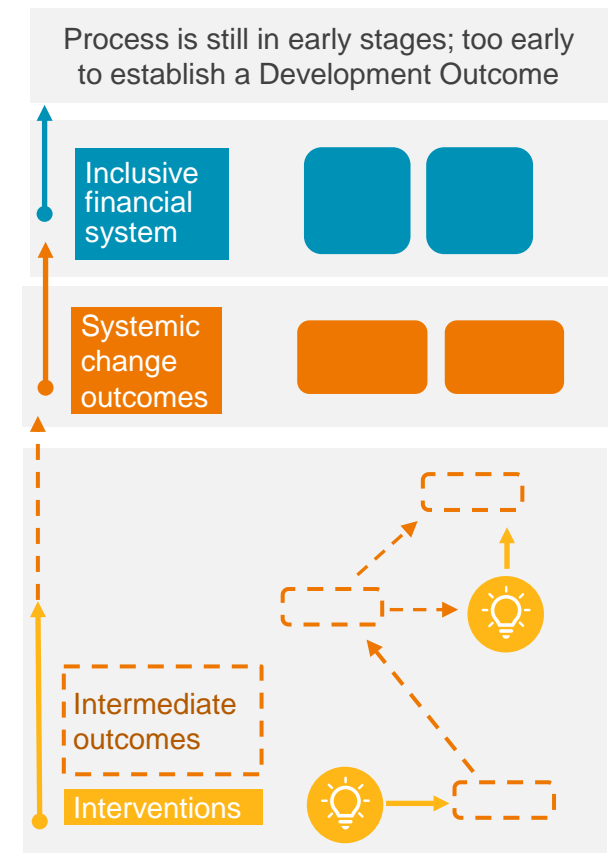 Process is still in early stages; too early
to establish a Development Outcome
Inclusive
financial
system
Systemic
change
outcomes
Intermediate
outcomes
Interventions